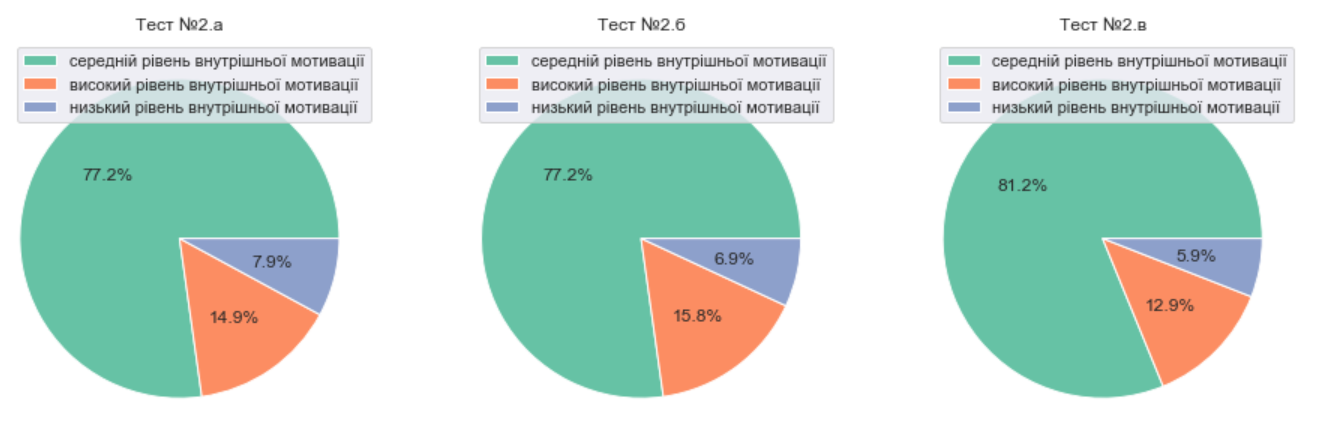 Тест №2.а
середній рівень внутрішньої мотивації
високий рівень внутрішньої мотивації
низький рівень внутрішньої мотивації
77.2%
7.9%
14.9%
Тест №2.б
середній рівень внутрішньої мотивації
високий рівень внутрішньої мотивації
низький рівень внутрішньої мотивації
77.2%
6.9%
15.8%
Тест №2.в
середній рівень внутрішньої мотивації
високий рівень внутрішньої мотивації
низький рівень внутрішньої мотивації
81.2%
5.9%
12.9%